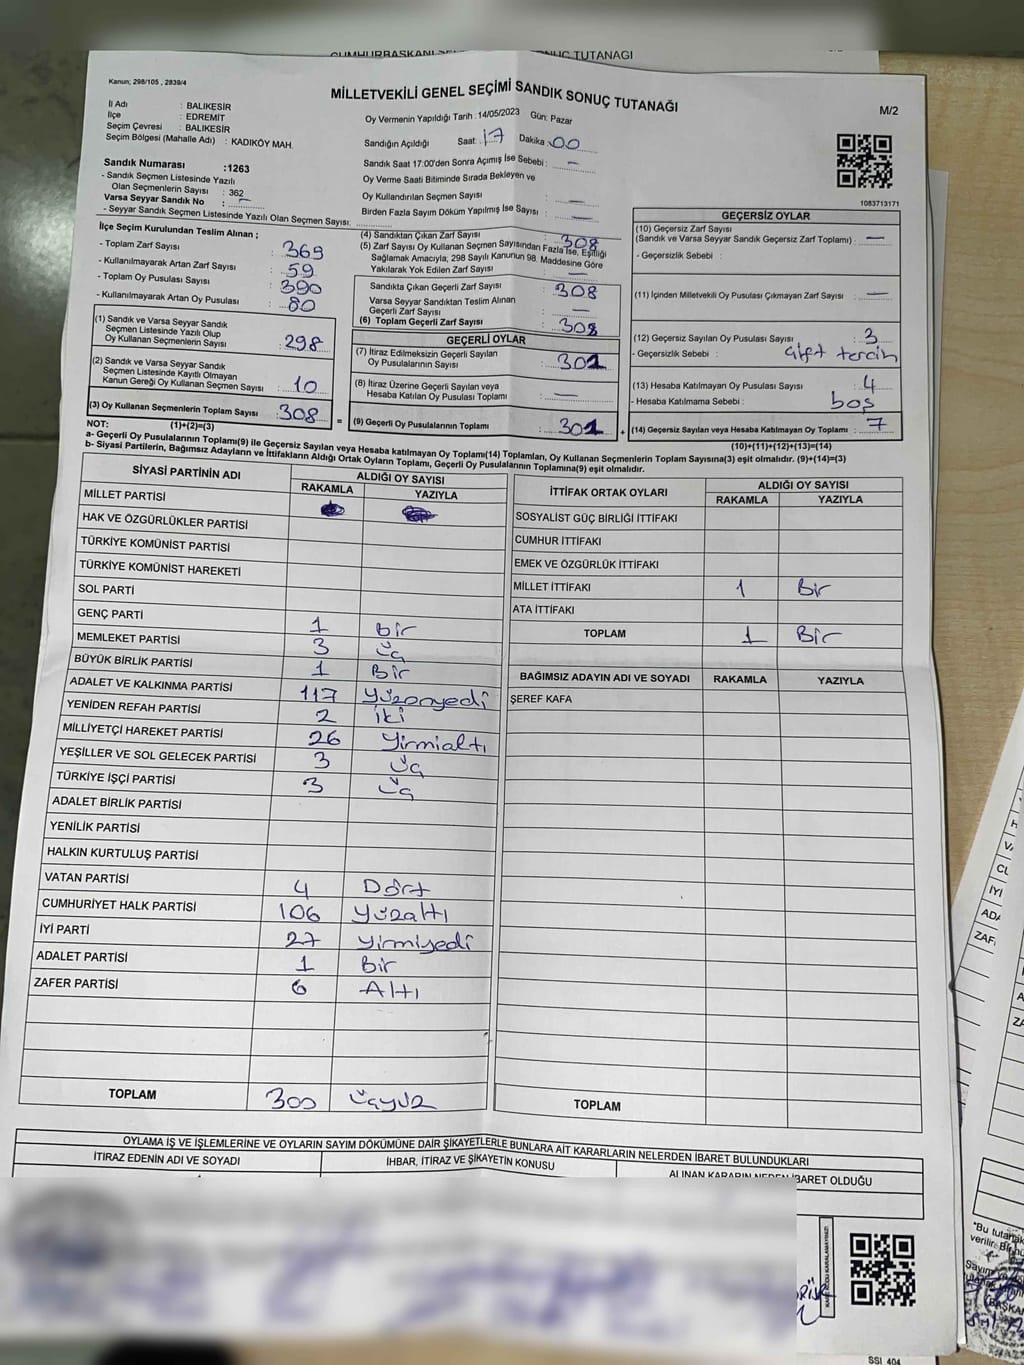 NUÇ TUTANAĞI
Kanun; 298/105 , 2839/4
MİLLETVEKİLİ GENEL SEÇİMİ SANDIK SONUÇ TUTANAĞI
M/2
İl Adı : BALIKESİR
İlçe : EDREMİT
Seçim Çevresi : BALIKESİR
Seçim Bölgesi (Mahalle Adı) : KADIKÖY MAH.
Oy Vermenin Yapıldığı Tarih : 14/05/2023 Gün: Pazar
Sandığın Açıldığı Saat: 17 Dakika: 00
Sandık Saat 17:00'den Sonra Açımış İse Sebebi : —
Oy Verme Saati Bitiminde Sırada Bekleyen ve
Oy Kullandırılan Seçmen Sayısı : —
Birden Fazla Sayım Döküm Yapılmış İse Sayısı : —
Sandık Numarası :1263
- Sandık Seçmen Listesinde Yazılı
Olan Seçmenlerin Sayısı : 362
Varsa Seyyar Sandık No : —
- Seyyar Sandık Seçmen Listesinde Yazılı Olan Seçmen Sayısı:
1083713171
İlçe Seçim Kurulundan Teslim Alınan ;
- Toplam Zarf Sayısı : 369
- Kullanılmayarak Artan Zarf Sayısı : 59
- Toplam Oy Pusulası Sayısı : 390
- Kullanılmayarak Artan Oy Pusulası : 80
(1) Sandık ve Varsa Seyyar Sandık
Seçmen Listesinde Yazılı Olup
Oy Kullanan Seçmenlerin Sayısı : 298
(2) Sandık ve Varsa Seyyar Sandık
Seçmen Listesinde Kayıtlı Olmayan
Kanun Gereği Oy Kullanan Seçmen Sayısı : 10
(3) Oy Kullanan Seçmenlerin Toplam Sayısı : 308
(4) Sandıktan Çıkan Zarf Sayısı : 308
(5) Zarf Sayısı Oy Kullanan Seçmen Sayısından Fazla İse, Eşitliği
Sağlamak Amacıyla, 298 Sayılı Kanunun 98. Maddesine Göre
Yakılarak Yok Edilen Zarf Sayısı : —
Sandıkta Çıkan Geçerli Zarf Sayısı : 308
Varsa Seyyar Sandıktan Teslim Alınan
Geçerli Zarf Sayısı : —
(6) Toplam Geçerli Zarf Sayısı : 308
GEÇERLİ OYLAR
(7) İtiraz Edilmeksizin Geçerli Sayılan
Oy Pusulalarının Sayısı : 301
(8) İtiraz Üzerine Geçerli Sayılan veya
Hesaba Katılan Oy Pusulası Toplamı : —
= (9) Geçerli Oy Pusulalarının Toplamı : 301 +
GEÇERSİZ OYLAR
(10) Geçersiz Zarf Sayısı
(Sandık ve Varsa Seyyar Sandık Geçersiz Zarf Toplamı) : —
- Geçersizlik Sebebi :
(11) İçinden Milletvekili Oy Pusulası Çıkmayan Zarf Sayısı : —
(12) Geçersiz Sayılan Oy Pusulası Sayısı : 3
- Geçersizlik Sebebi : Çift tercih
(13) Hesaba Katılmayan Oy Pusulası Sayısı : 4
- Hesaba Katılmama Sebebi : boş
(14) Geçersiz Sayılan veya Hesaba Katılmayan Oy Toplamı : 7
NOT: (1)+(2)=(3)
(10)+(11)+(12)+(13)=(14)
a- Geçerli Oy Pusulalarının Toplamı(9) ile Geçersiz Sayılan veya Hesaba katılmayan Oy Toplam(14) Toplamları, Oy Kullanan Seçmenlerin Toplam Sayısına(3) eşit olmalıdır. (9)+(14)=(3)
b- Siyasi Partilerin, Bağımsız Adayların ve İttifakların Aldığı Ortak Oyların Toplamı, Geçerli Oy Pusulalarının Toplamına(9) eşit olmalıdır.
SİYASİ PARTİNİN ADI ALDIĞI OY SAYISI
RAKAMLA YAZIYLA
MİLLET PARTİSİ
HAK VE ÖZGÜRLÜKLER PARTİSİ
TÜRKİYE KOMÜNİST PARTİSİ
TÜRKİYE KOMÜNİST HAREKETİ
SOL PARTİ
GENÇ PARTİ 1 Bir
MEMLEKET PARTİSİ 3 Üç
BÜYÜK BİRLİK PARTİSİ 1 Bir
ADALET VE KALKINMA PARTİSİ 117 Yüzonyedi
YENİDEN REFAH PARTİSİ 2 İki
MİLLİYETÇİ HAREKET PARTİSİ 26 Yirmialtı
YEŞİLLER VE SOL GELECEK PARTİSİ 3 Üç
TÜRKİYE İŞÇİ PARTİSİ 3 Üç
ADALET BİRLİK PARTİSİ
YENİLİK PARTİSİ
HALKIN KURTULUŞ PARTİSİ
VATAN PARTİSİ 4 Dört
CUMHURİYET HALK PARTİSİ 106 Yüzaltı
İYİ PARTİ 27 Yirmiyedi
ADALET PARTİSİ 1 Bir
ZAFER PARTİSİ 6 Altı
TOPLAM 300 Üçyüz
İTTİFAK ORTAK OYLARI ALDIĞI OY SAYISI
RAKAMLA YAZIYLA
SOSYALİST GÜÇ BİRLİĞİ İTTİFAKI
CUMHUR İTTİFAKI
EMEK VE ÖZGÜRLÜK İTTİFAKI
MİLLET İTTİFAKI 1 Bir
ATA İTTİFAKI
TOPLAM 1 Bir
BAĞIMSIZ ADAYIN ADI VE SOYADI RAKAMLA YAZIYLA
ŞEREF KAFA
TOPLAM
OYLAMA İŞ VE İŞLEMLERİNE VE OYLARIN SAYIM DÖKÜMÜNE DAİR ŞİKAYETLERLE BUNLARA AİT KARARLARIN NELERDEN İBARET BULUNDUKLARI
İTİRAZ EDENİN ADI VE SOYADI
İHBAR, İTİRAZ VE ŞİKAYETİN KONUSU
ALINAN KARARIN NEDEN İBARET OLDUĞU
SSI_404